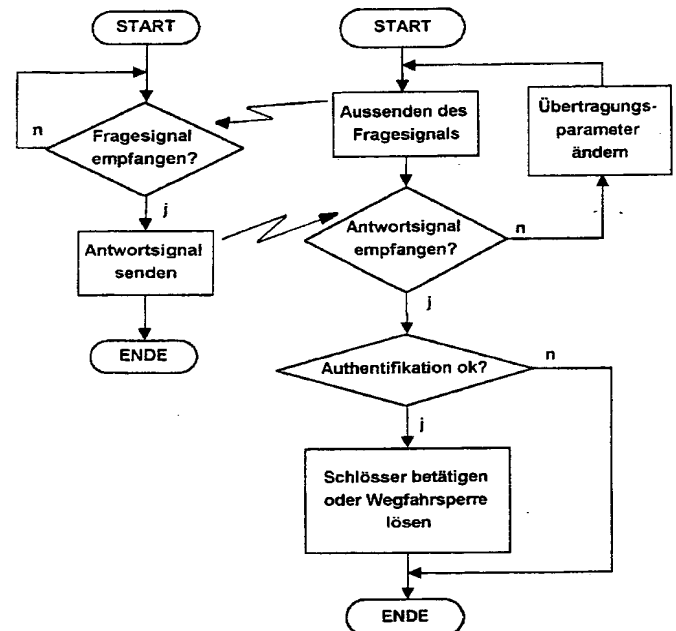 START
n
Fragesignal
empfangen?
j
Antwortsignal
senden
ENDE
START
Aussenden des
Fragesignals
Übertragungs-
parameter
ändern
Antwortsignal
empfangen?
n
j
Authentifikation ok?
n
j
Schlösser betätigen
oder Wegfahrsperre
lösen
ENDE